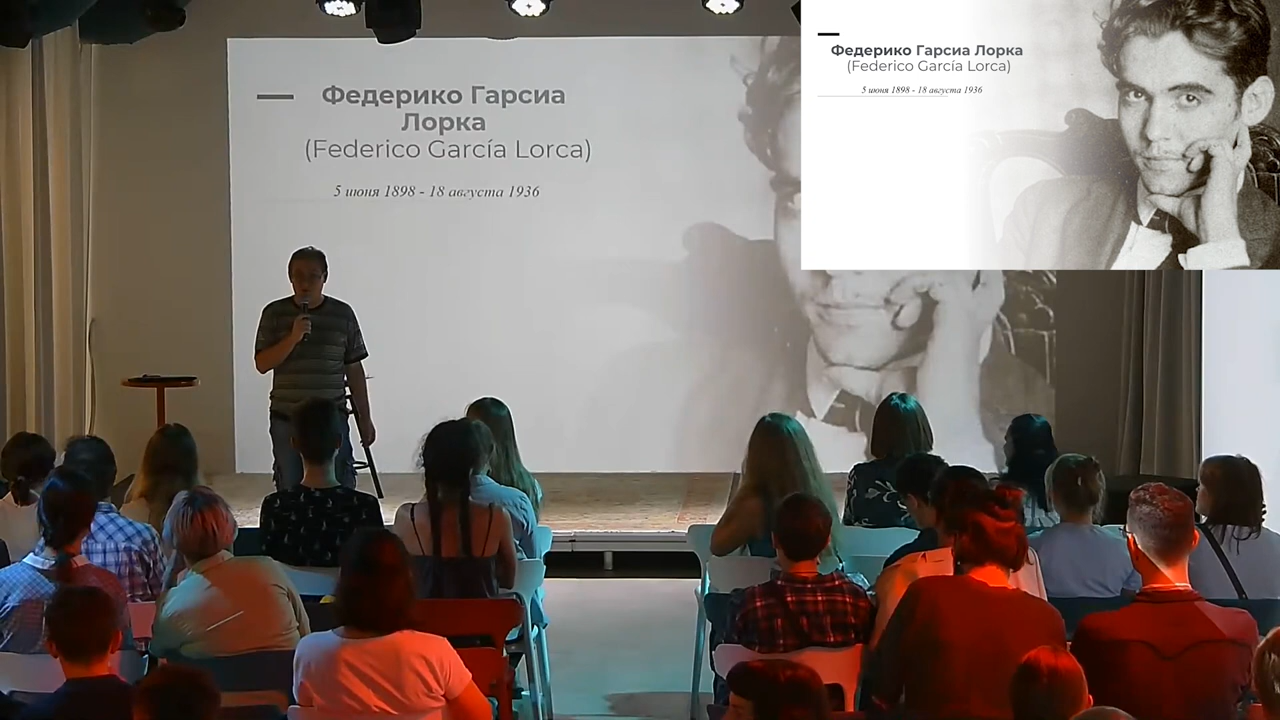 Федерико Гарсиа
Лорка
(Federico García Lorca)
5 июня 1898 - 18 августа 1936
Федерико Гарсиа Лорка
(Federico García Lorca)
5 июня 1898 - 18 августа 1936